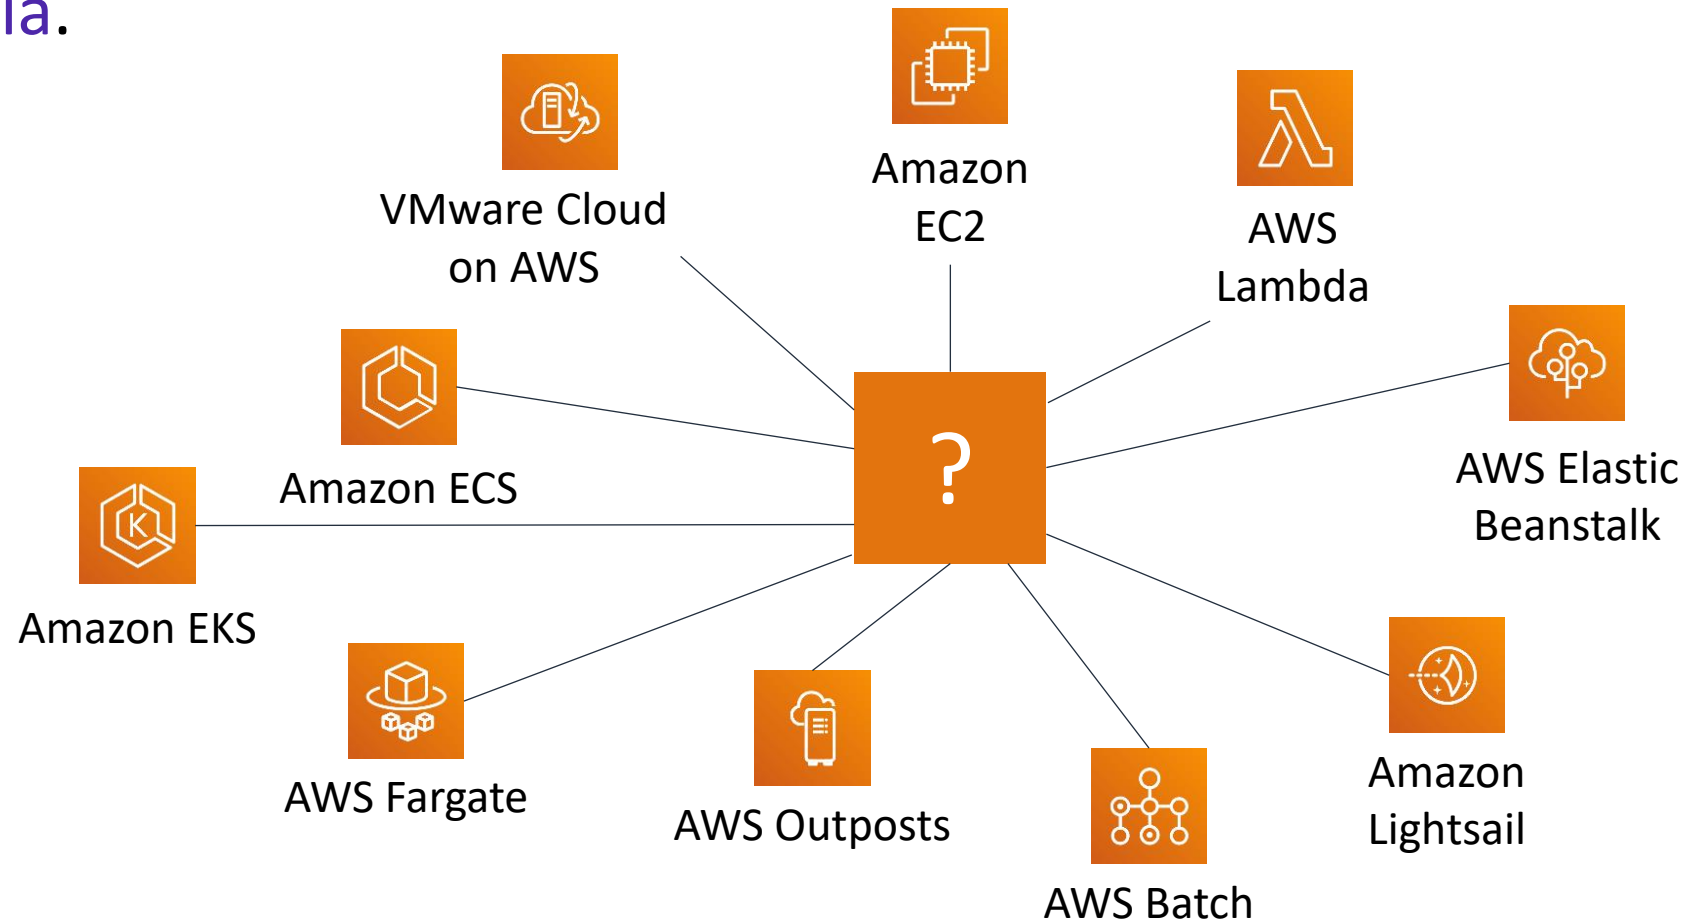 la.
VMware Cloud
on AWS
Amazon
EC2
AWS
Lambda
Amazon ECS
?
AWS Elastic
Beanstalk
K
Amazon EKS
AWS Fargate
AWS Outposts
AWS Batch
Amazon
Lightsail